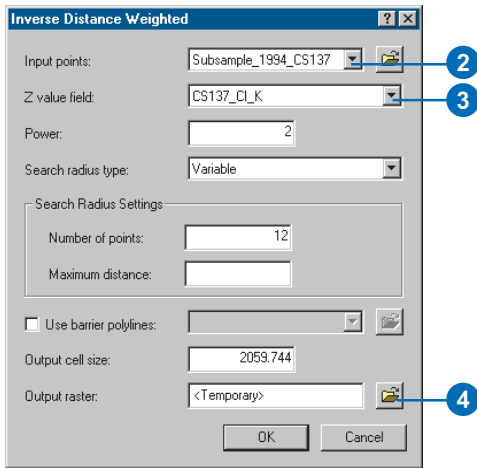 Inverse Distance Weighted
Input points: Subsample_1994_CS137 2
Z value field: CS137_CI_K 3
Power: 2
Search radius type: Variable
Search Radius Settings
Number of points: 12
Maximum distance:
Use barrier polylines:
Output cell size: 2059.744
Output raster: <Temporary> 4
OK Cancel